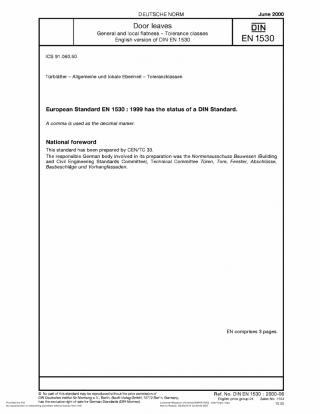 DEUTSCHE NORM
June 2000
Door leaves
General and local flatness – Tolerance classes
English version of DIN EN 1530
DIN
EN 1530
ICS 91.060.50
Türblätter – Allgemeine und lokale Ebenheit – Toleranzklassen
European Standard EN 1530 : 1999 has the status of a DIN Standard.
A comma is used as the decimal marker.
National foreword
This standard has been prepared by CEN/TC 33.
The responsible German body involved in its preparation was the Normenausschuss Bauwesen (Building
and Civil Engineering Standards Committee), Technical Committee Türen, Tore, Fenster, Abschlüsse,
Baubeschläge und Vorhangfassaden.
EN comprises 3 pages.
© No part of this standard may be reproduced without the prior permission of
DIN Deutsches Institut für Normung e.V., Berlin. Beuth Verlag GmbH, 10772 Berlin, Germany,
has the exclusive right of sale for German Standards (DIN-Normen).
Ref. No. DIN EN 1530 : 2000-06
English price group 05 Sales No. 1105